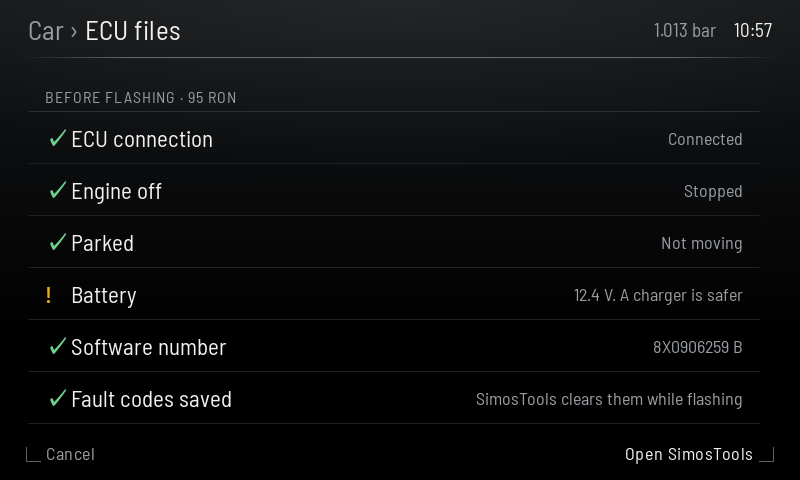 Car › ECU files 1.013 bar 10:57
BEFORE FLASHING · 95 RON
✓ ECU connection Connected
✓ Engine off Stopped
✓ Parked Not moving
! Battery 12.4 V. A charger is safer
✓ Software number 8X0906259 B
✓ Fault codes saved SimosTools clears them while flashing
Cancel Open SimosTools